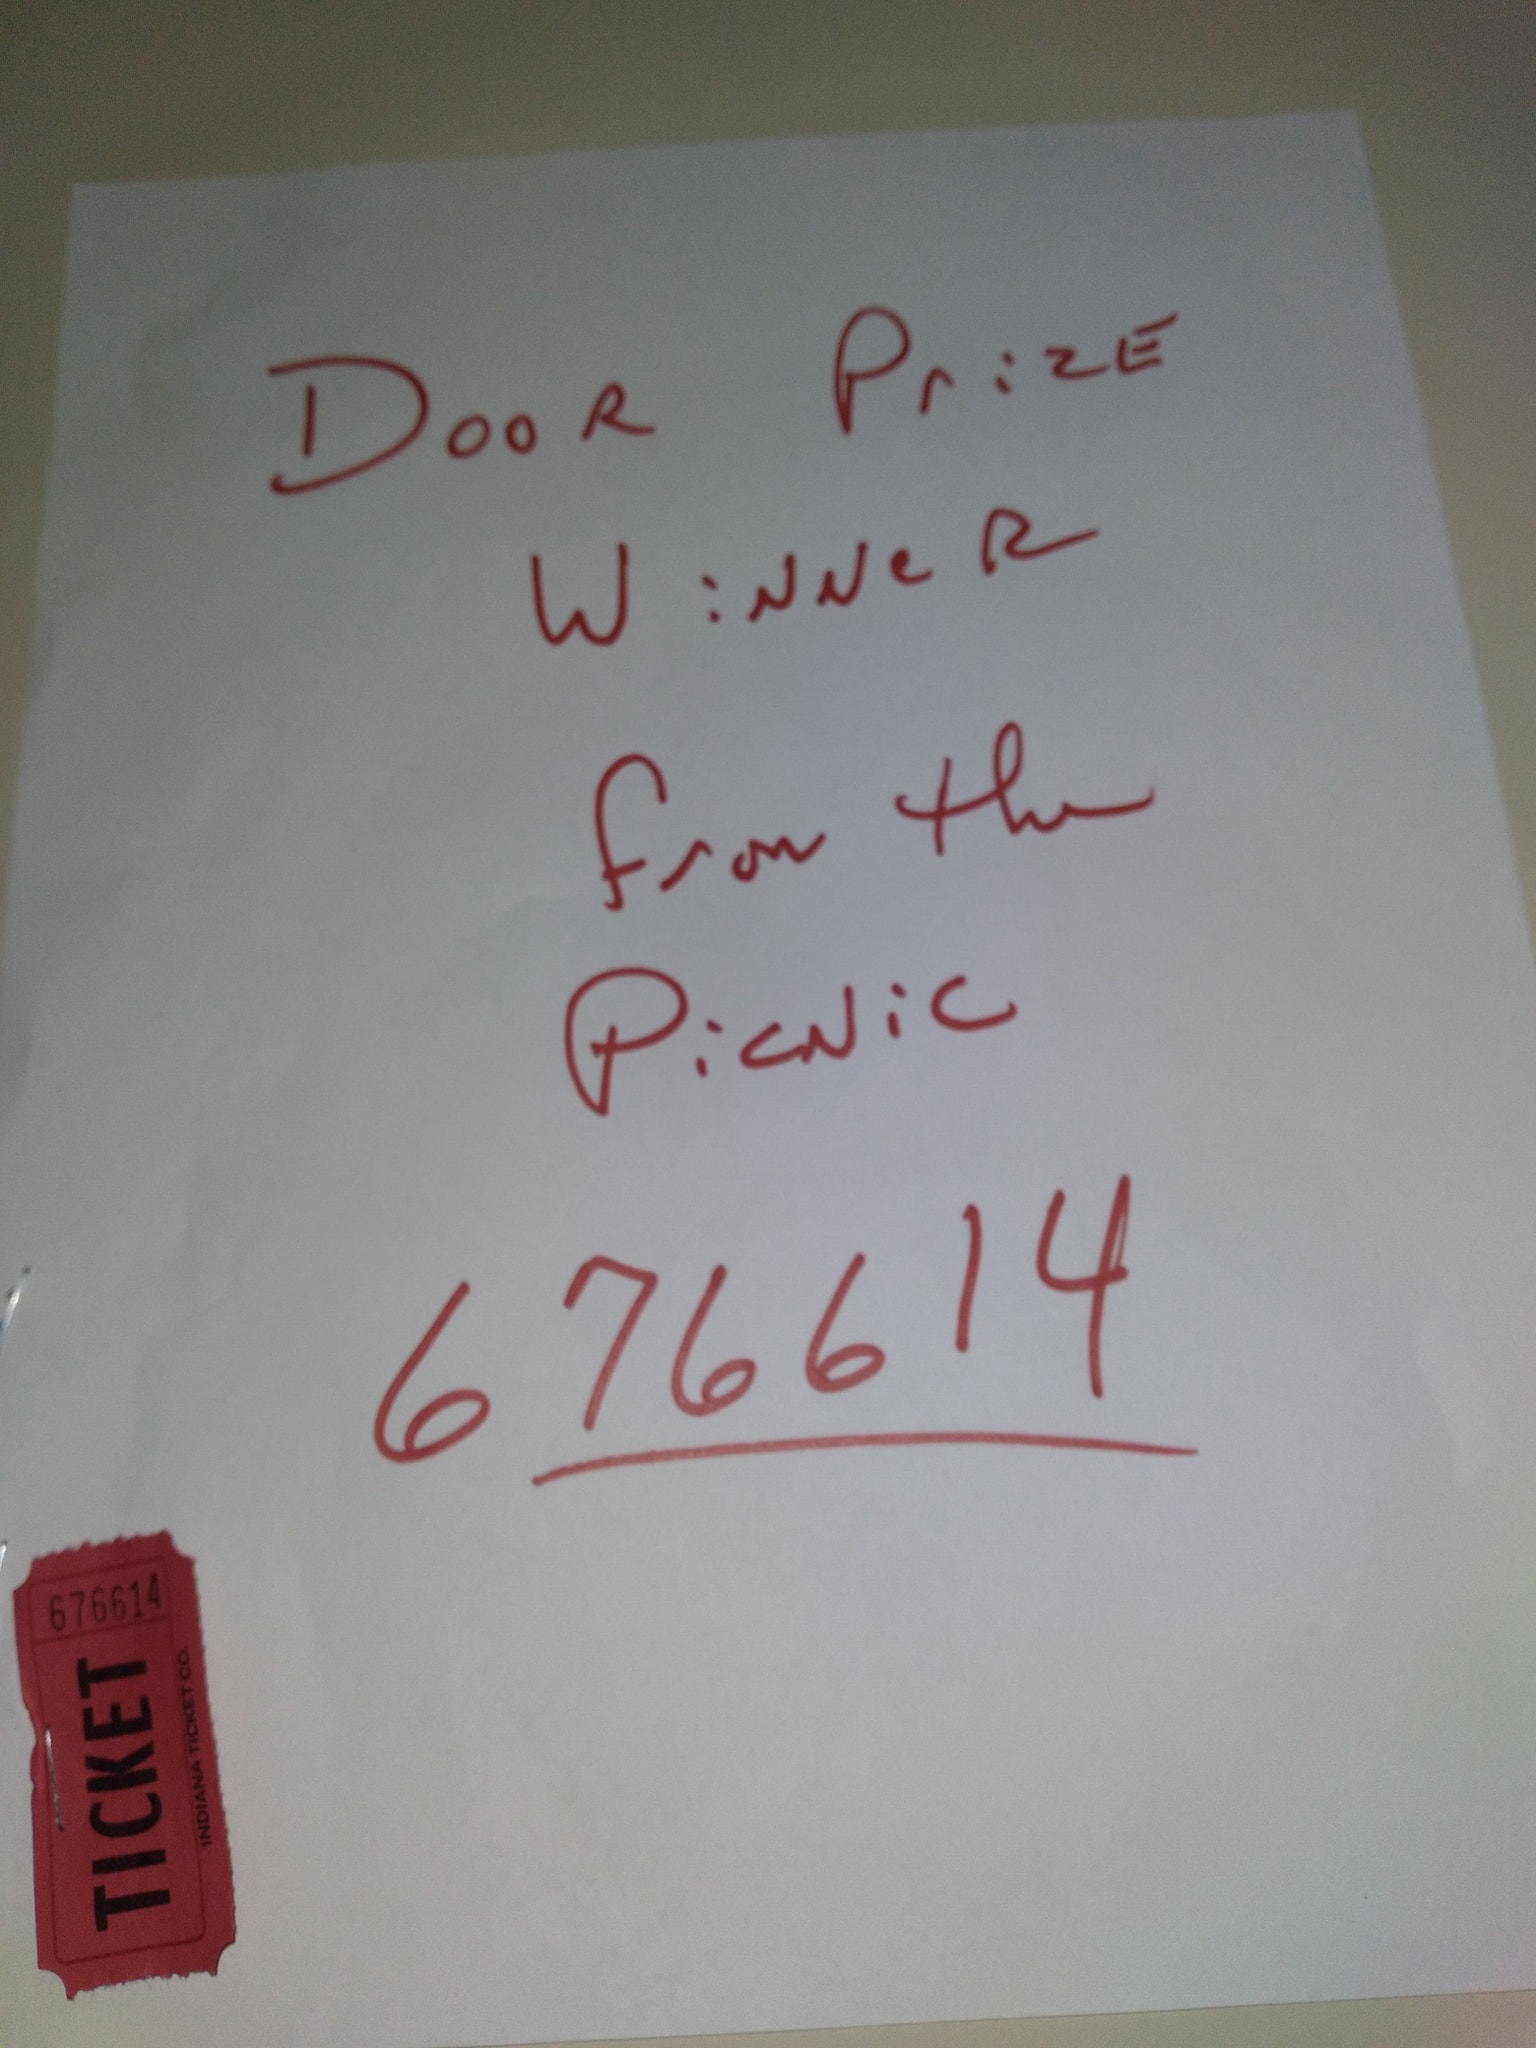 Door Prize
Winner
from the
Picnic
676614
676614
TICKET
INDIANA TICKET CO.